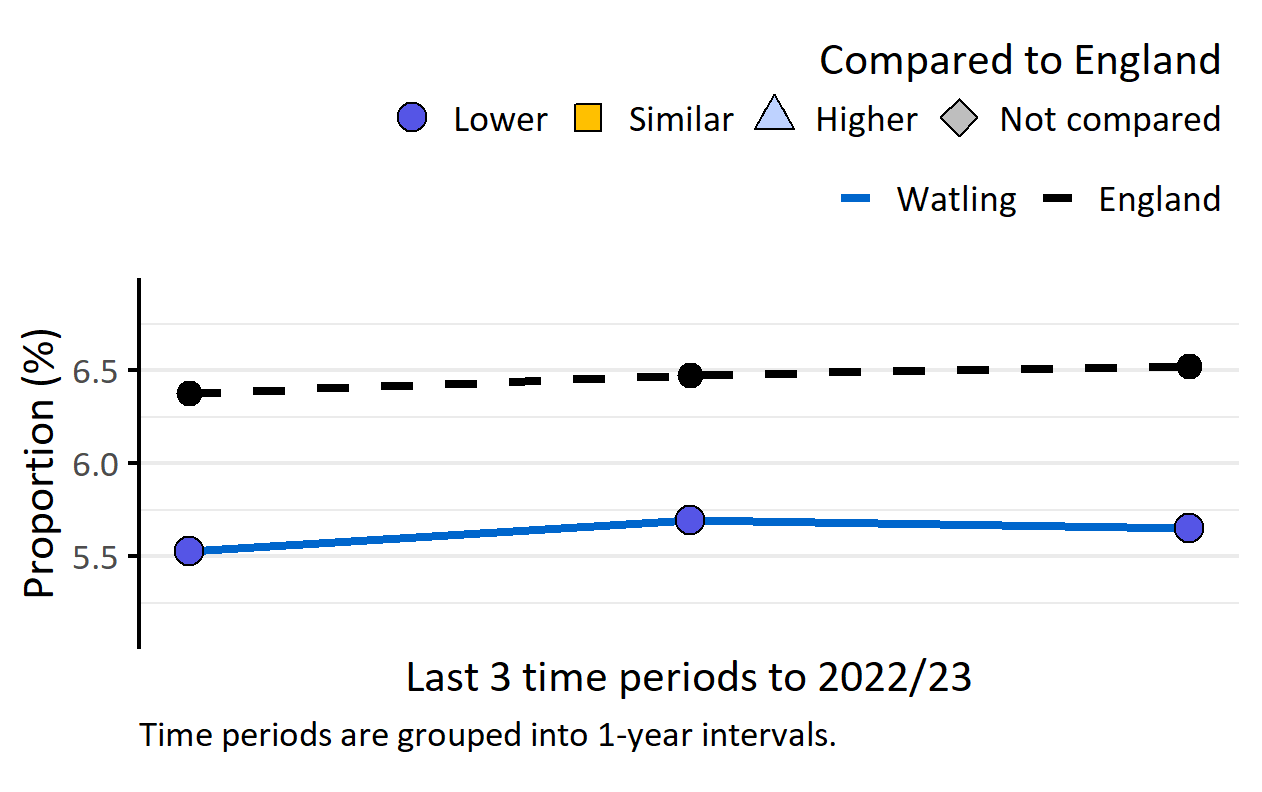 Compared to England
Lower Similar Higher Not compared
Watling England
Proportion (%)
6.5
6.0
5.5
Last 3 time periods to 2022/23
Time periods are grouped into 1-year intervals.